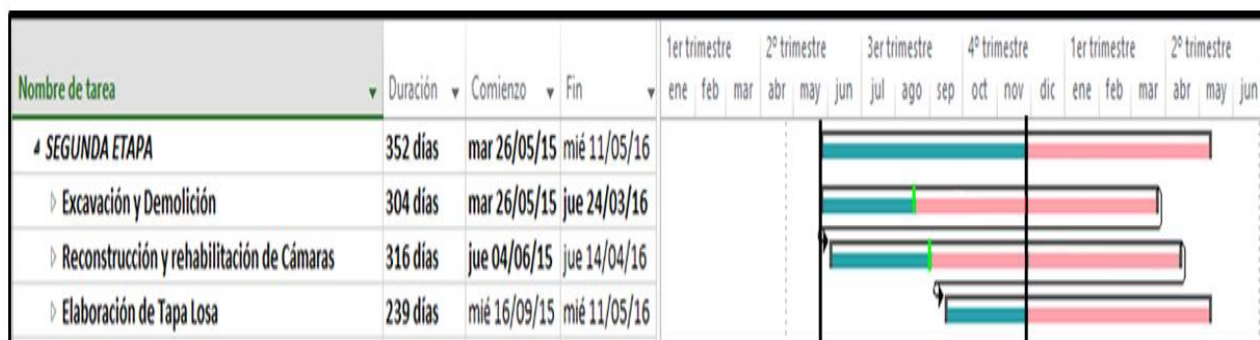 1er trimestre 2º trimestre 3er trimestre 4º trimestre 1er trimestre 2º trimestre
Nombre de tarea Duración Comienzo Fin ene feb mar abr may jun jul ago sep oct nov dic ene feb mar abr may jun
SEGUNDA ETAPA 352 días mar 26/05/15 mié 11/05/16
Excavación y Demolición 304 días mar 26/05/15 jue 24/03/16
Reconstrucción y rehabilitación de Cámaras 316 días jue 04/06/15 jue 14/04/16
Elaboración de Tapa Losa 239 días mié 16/09/15 mié 11/05/16